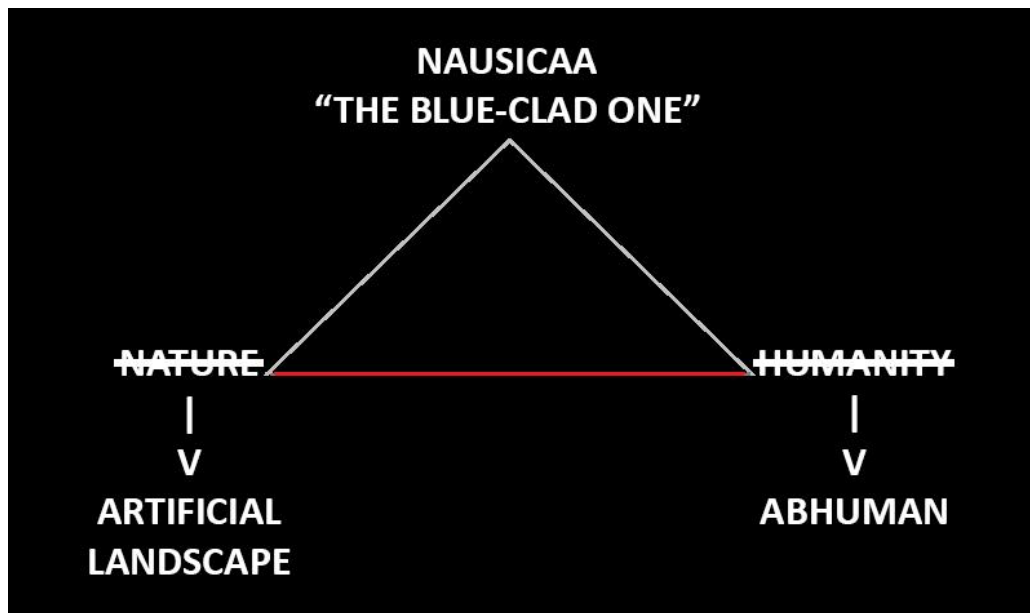 NAUSICAA
“THE BLUE-CLAD ONE”
NATURE
HUMANITY
|
|
V
V
ARTIFICIAL
LANDSCAPE
ABHUMAN